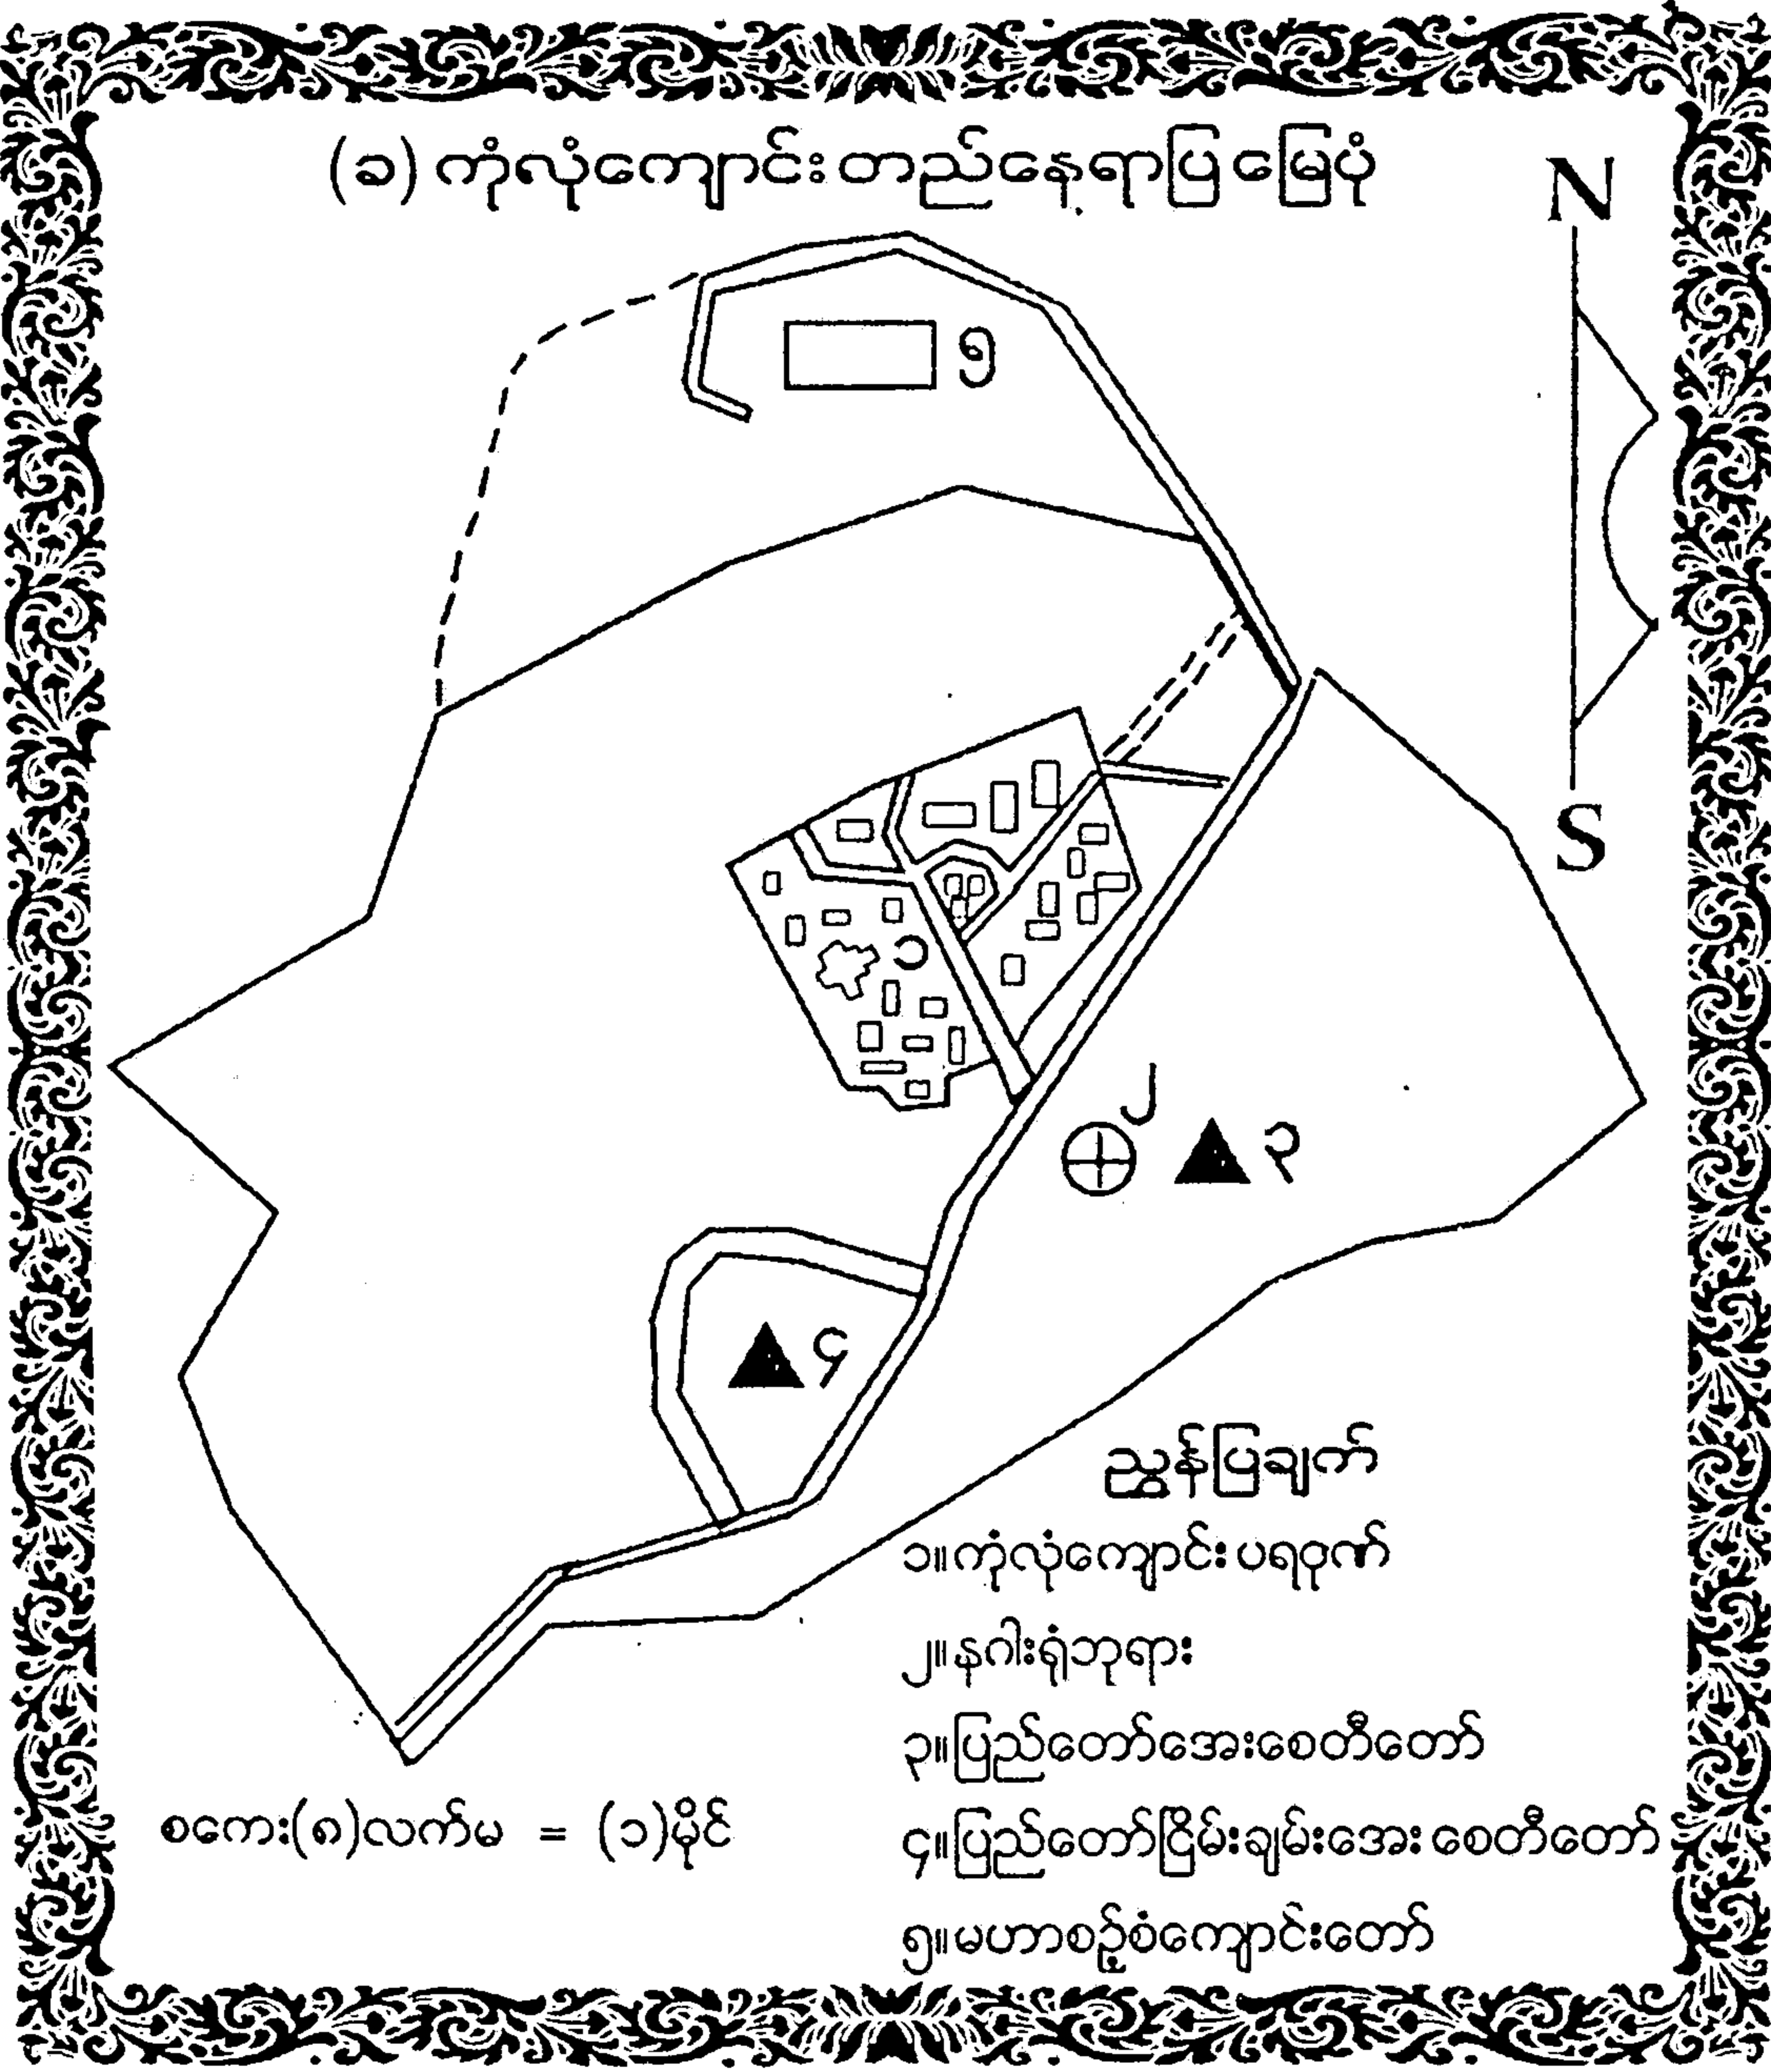 (ခ) ကုံလုံကျောင်း တည်နေရာပြ မြေပုံ
N
၅
S
၁
၂
၃
၄
ညွှန်ပြချက်
၁။ ကုံလုံကျောင်း ပရဝုဏ်
၂။ နဂါးရုံဘုရား
၃။ ပြည်တော်အေးစေတီတော်
၄။ ပြည်တော်ငြိမ်းချမ်းအေး စေတီတော်
၅။ မဟာစဉ့်စံကျောင်းတော်
စကေး(၈)လက်မ = (၁)မိုင်